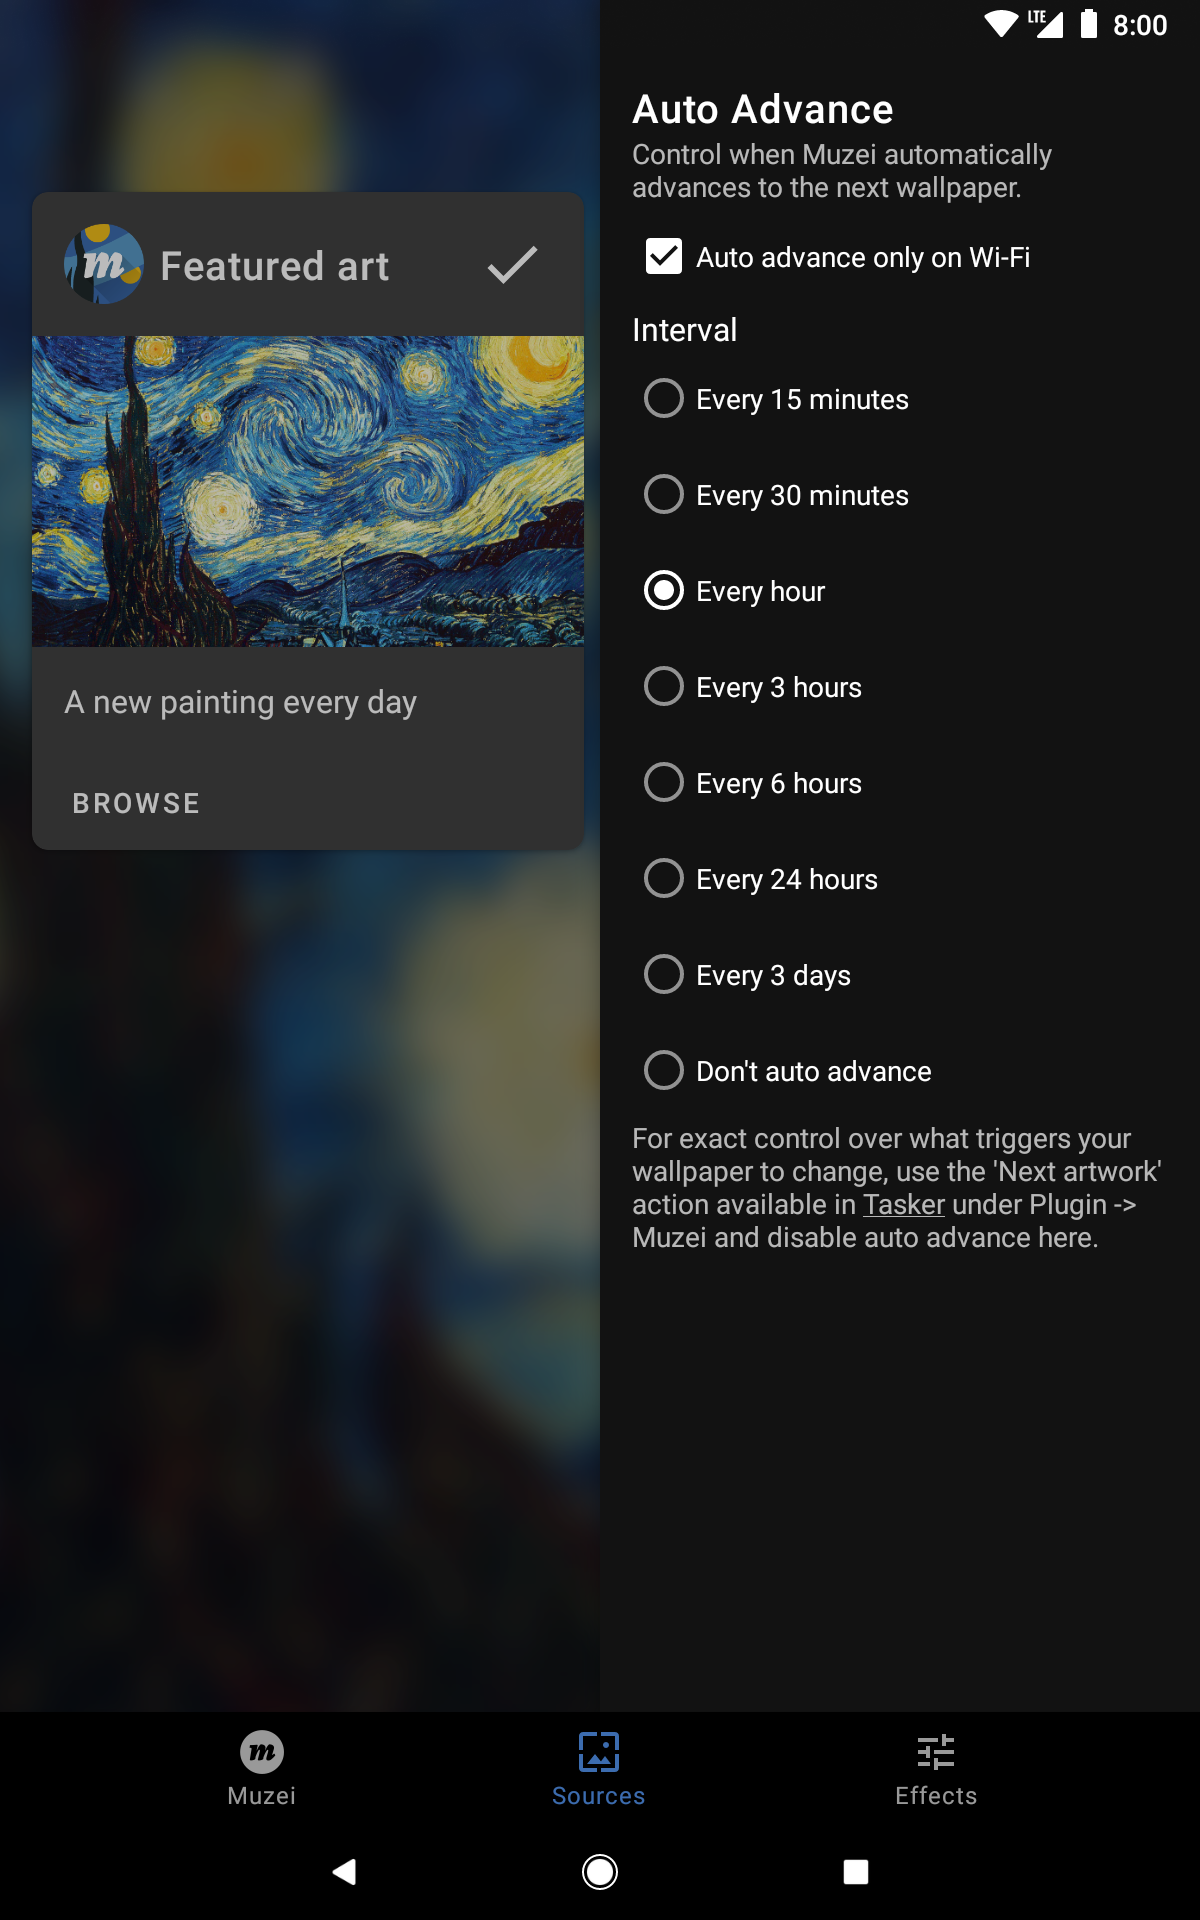 LTE 8:00
m Featured art
A new painting every day
BROWSE
Auto Advance
Control when Muzei automatically
advances to the next wallpaper.
Auto advance only on Wi-Fi
Interval
Every 15 minutes
Every 30 minutes
Every hour
Every 3 hours
Every 6 hours
Every 24 hours
Every 3 days
Don't auto advance
For exact control over what triggers your
wallpaper to change, use the 'Next artwork'
action available in Tasker under Plugin ->
Muzei and disable auto advance here.
m
Muzei
Sources
Effects